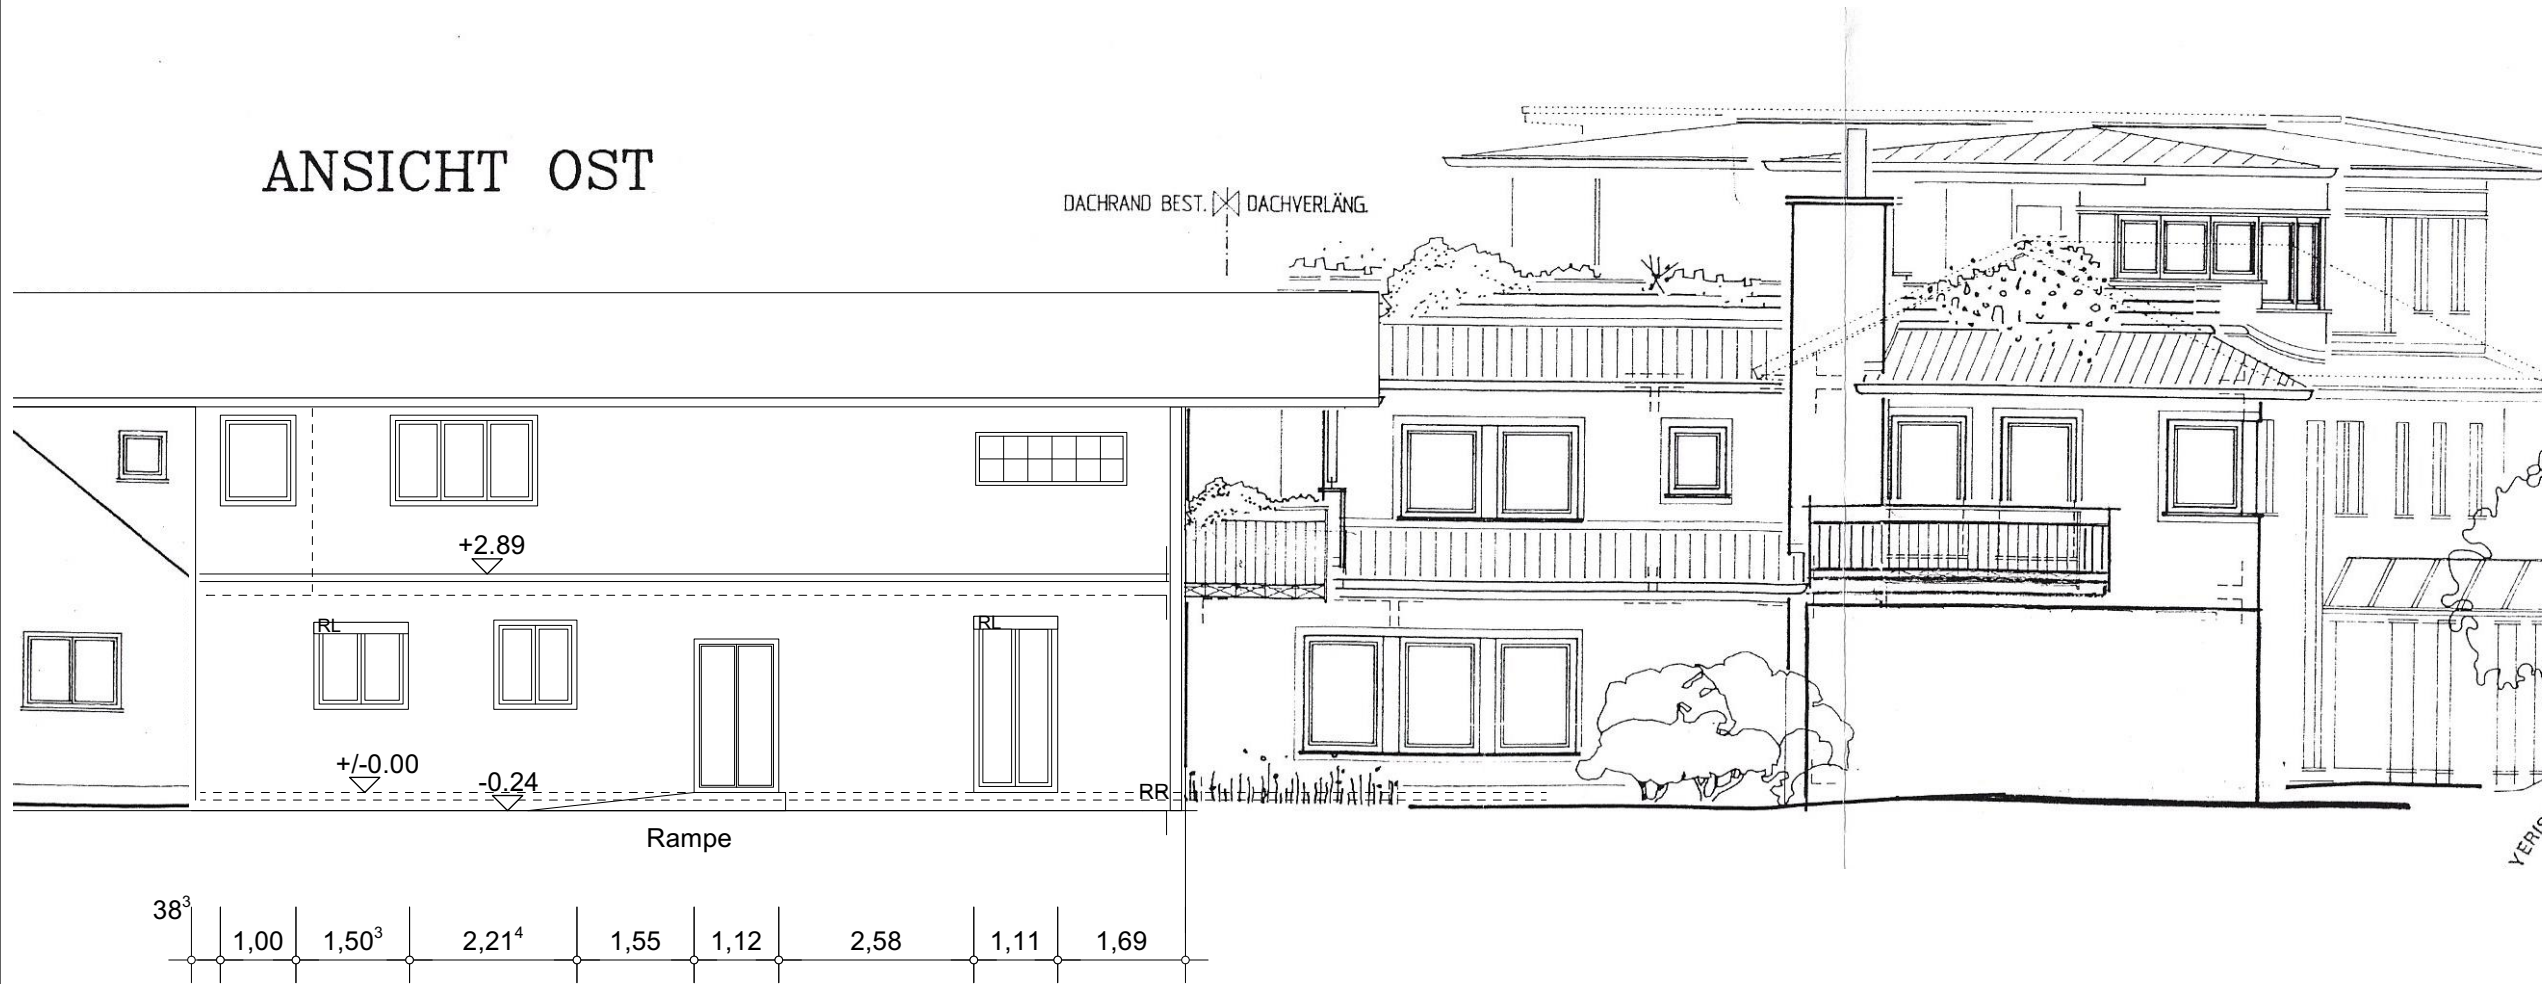 ANSICHT OST
DACHRAND BEST. DACHVERLÄNG.
+2.89
RL
RL
+/-0.00
-0.24
RR
Rampe
38³
1,00 1,50³ 2,21⁴ 1,55 1,12 2,58 1,11 1,69